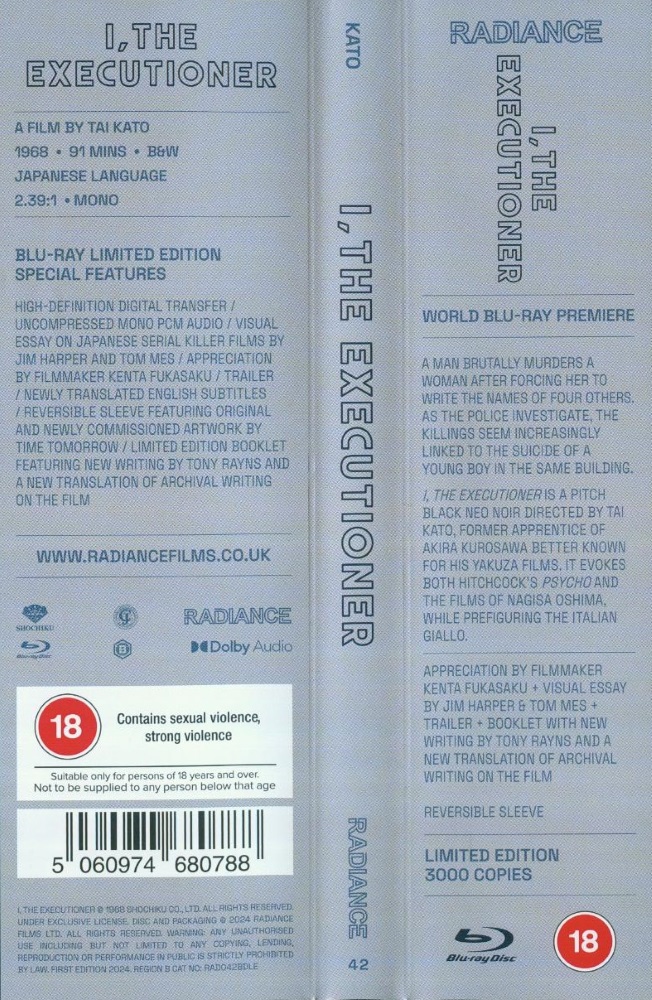 I, THE
EXECUTIONER
A FILM BY TAI KATO
1968 • 91 MINS • B&W
JAPANESE LANGUAGE
2.39:1 • MONO
BLU-RAY LIMITED EDITION
SPECIAL FEATURES
HIGH-DEFINITION DIGITAL TRANSFER /
UNCOMPRESSED MONO PCM AUDIO / VISUAL
ESSAY ON JAPANESE SERIAL KILLER FILMS BY
JIM HARPER AND TOM MES / APPRECIATION
BY FILMMAKER KENTA FUKASAKU / TRAILER
/ NEWLY TRANSLATED ENGLISH SUBTITLES
/ REVERSIBLE SLEEVE FEATURING ORIGINAL
AND NEWLY COMMISSIONED ARTWORK BY
TIME TOMORROW / LIMITED EDITION BOOKLET
FEATURING NEW WRITING BY TONY RAYNS AND
A NEW TRANSLATION OF ARCHIVAL WRITING
ON THE FILM
WWW.RADIANCEFILMS.CO.UK
SHOCHIKU
RADIANCE
Blu-ray Disc
B
Dolby Audio
18
Contains sexual violence,
strong violence
Suitable only for persons of 18 years and over.
Not to be supplied to any person below that age
5 060974 680788
I, THE EXECUTIONER © 1968 SHOCHIKU CO., LTD. ALL RIGHTS RESERVED.
UNDER EXCLUSIVE LICENSE. DISC AND PACKAGING © 2024 RADIANCE
FILMS LTD. ALL RIGHTS RESERVED. WARNING: ANY UNAUTHORISED
USE INCLUDING BUT NOT LIMITED TO ANY COPYING, LENDING,
REPRODUCTION OR PERFORMANCE IN PUBLIC IS STRICTLY PROHIBITED
BY LAW. FIRST EDITION 2024. REGION B CAT NO: RAD042BDLE
KATO
I, THE EXECUTIONER
RADIANCE
42
RADIANCE
I, THE
EXECUTIONER
WORLD BLU-RAY PREMIERE
A MAN BRUTALLY MURDERS A
WOMAN AFTER FORCING HER TO
WRITE THE NAMES OF FOUR OTHERS.
AS THE POLICE INVESTIGATE, THE
KILLINGS SEEM INCREASINGLY
LINKED TO THE SUICIDE OF A
YOUNG BOY IN THE SAME BUILDING.
I, THE EXECUTIONER IS A PITCH
BLACK NEO NOIR DIRECTED BY TAI
KATO, FORMER APPRENTICE OF
AKIRA KUROSAWA BETTER KNOWN
FOR HIS YAKUZA FILMS. IT EVOKES
BOTH HITCHCOCK'S PSYCHO AND
THE FILMS OF NAGISA OSHIMA,
WHILE PREFIGURING THE ITALIAN
GIALLO.
APPRECIATION BY FILMMAKER
KENTA FUKASAKU + VISUAL ESSAY
BY JIM HARPER & TOM MES +
TRAILER + BOOKLET WITH NEW
WRITING BY TONY RAYNS AND A
NEW TRANSLATION OF ARCHIVAL
WRITING ON THE FILM
REVERSIBLE SLEEVE
LIMITED EDITION
3000 COPIES
Blu-ray Disc
18